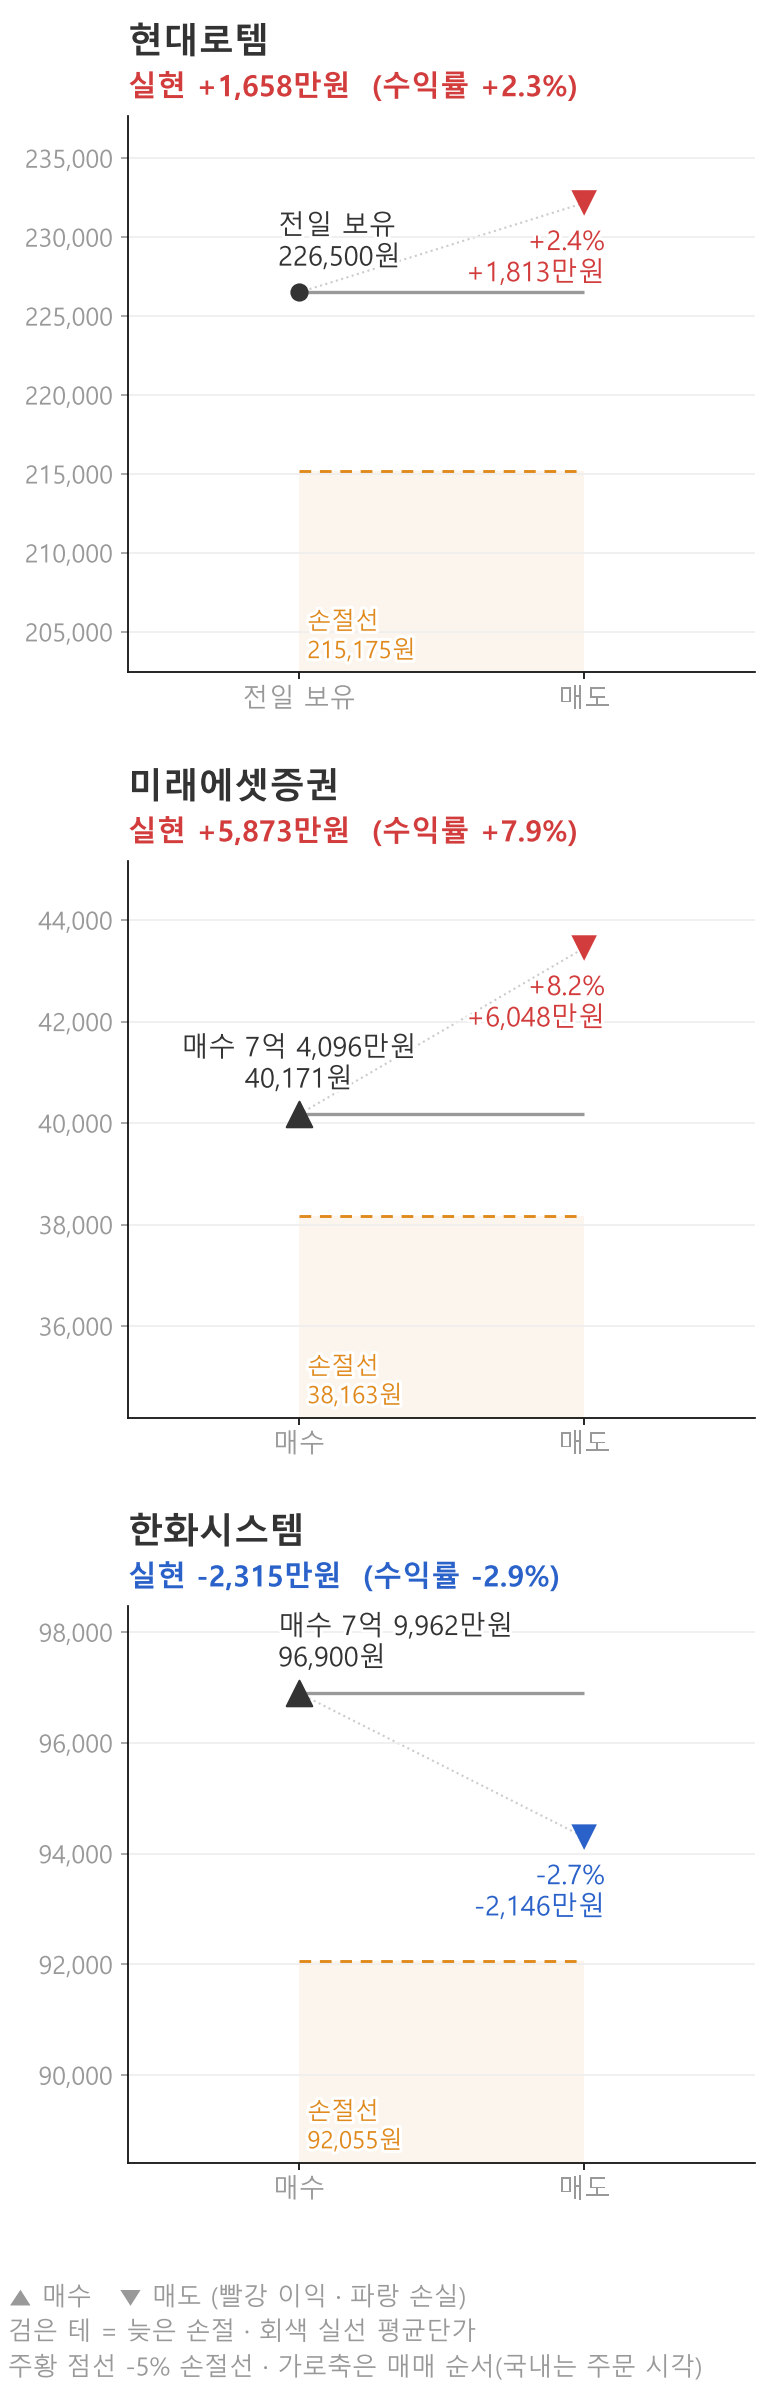 현대로템
실현 +1,658만원 (수익률 +2.3%)
235,000
230,000
225,000
220,000
215,000
210,000
205,000
전일 보유
226,500원
+2.4%
+1,813만원
손절선
215,175원
전일 보유 매도
미래에셋증권
실현 +5,873만원 (수익률 +7.9%)
44,000
42,000
40,000
38,000
36,000
+8.2%
+6,048만원
매수 7억 4,096만원
40,171원
손절선
38,163원
매수 매도
한화시스템
실현 -2,315만원 (수익률 -2.9%)
98,000
96,000
94,000
92,000
90,000
매수 7억 9,962만원
96,900원
-2.7%
-2,146만원
손절선
92,055원
매수 매도
▲ 매수 ▼ 매도 (빨강 이익 · 파랑 손실)
검은 테 = 늦은 손절 · 회색 실선 평균단가
주황 점선 -5% 손절선 · 가로축은 매매 순서(국내는 주문 시각)